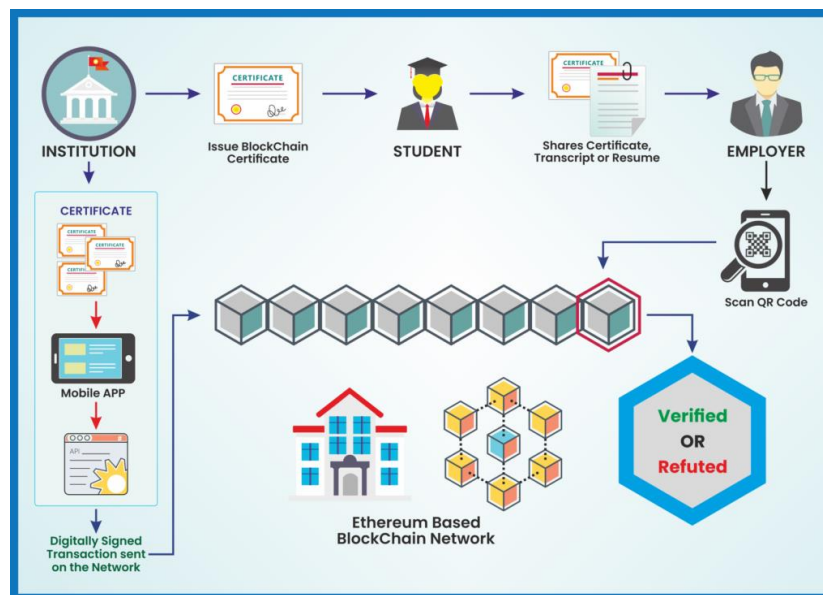 INSTITUTION
CERTIFICATE
Issue BlockChain
Certificate
STUDENT
CERTIFICATE
Shares Certificate,
Transcript or Resume
EMPLOYER
Scan QR Code
CERTIFICATE
CERTIFICATE
CERTIFICATE
CERTIFICATE
Mobile APP
API
Digitally Signed
Transaction sent
on the Network
Ethereum Based
BlockChain Network
Verified
OR
Refuted